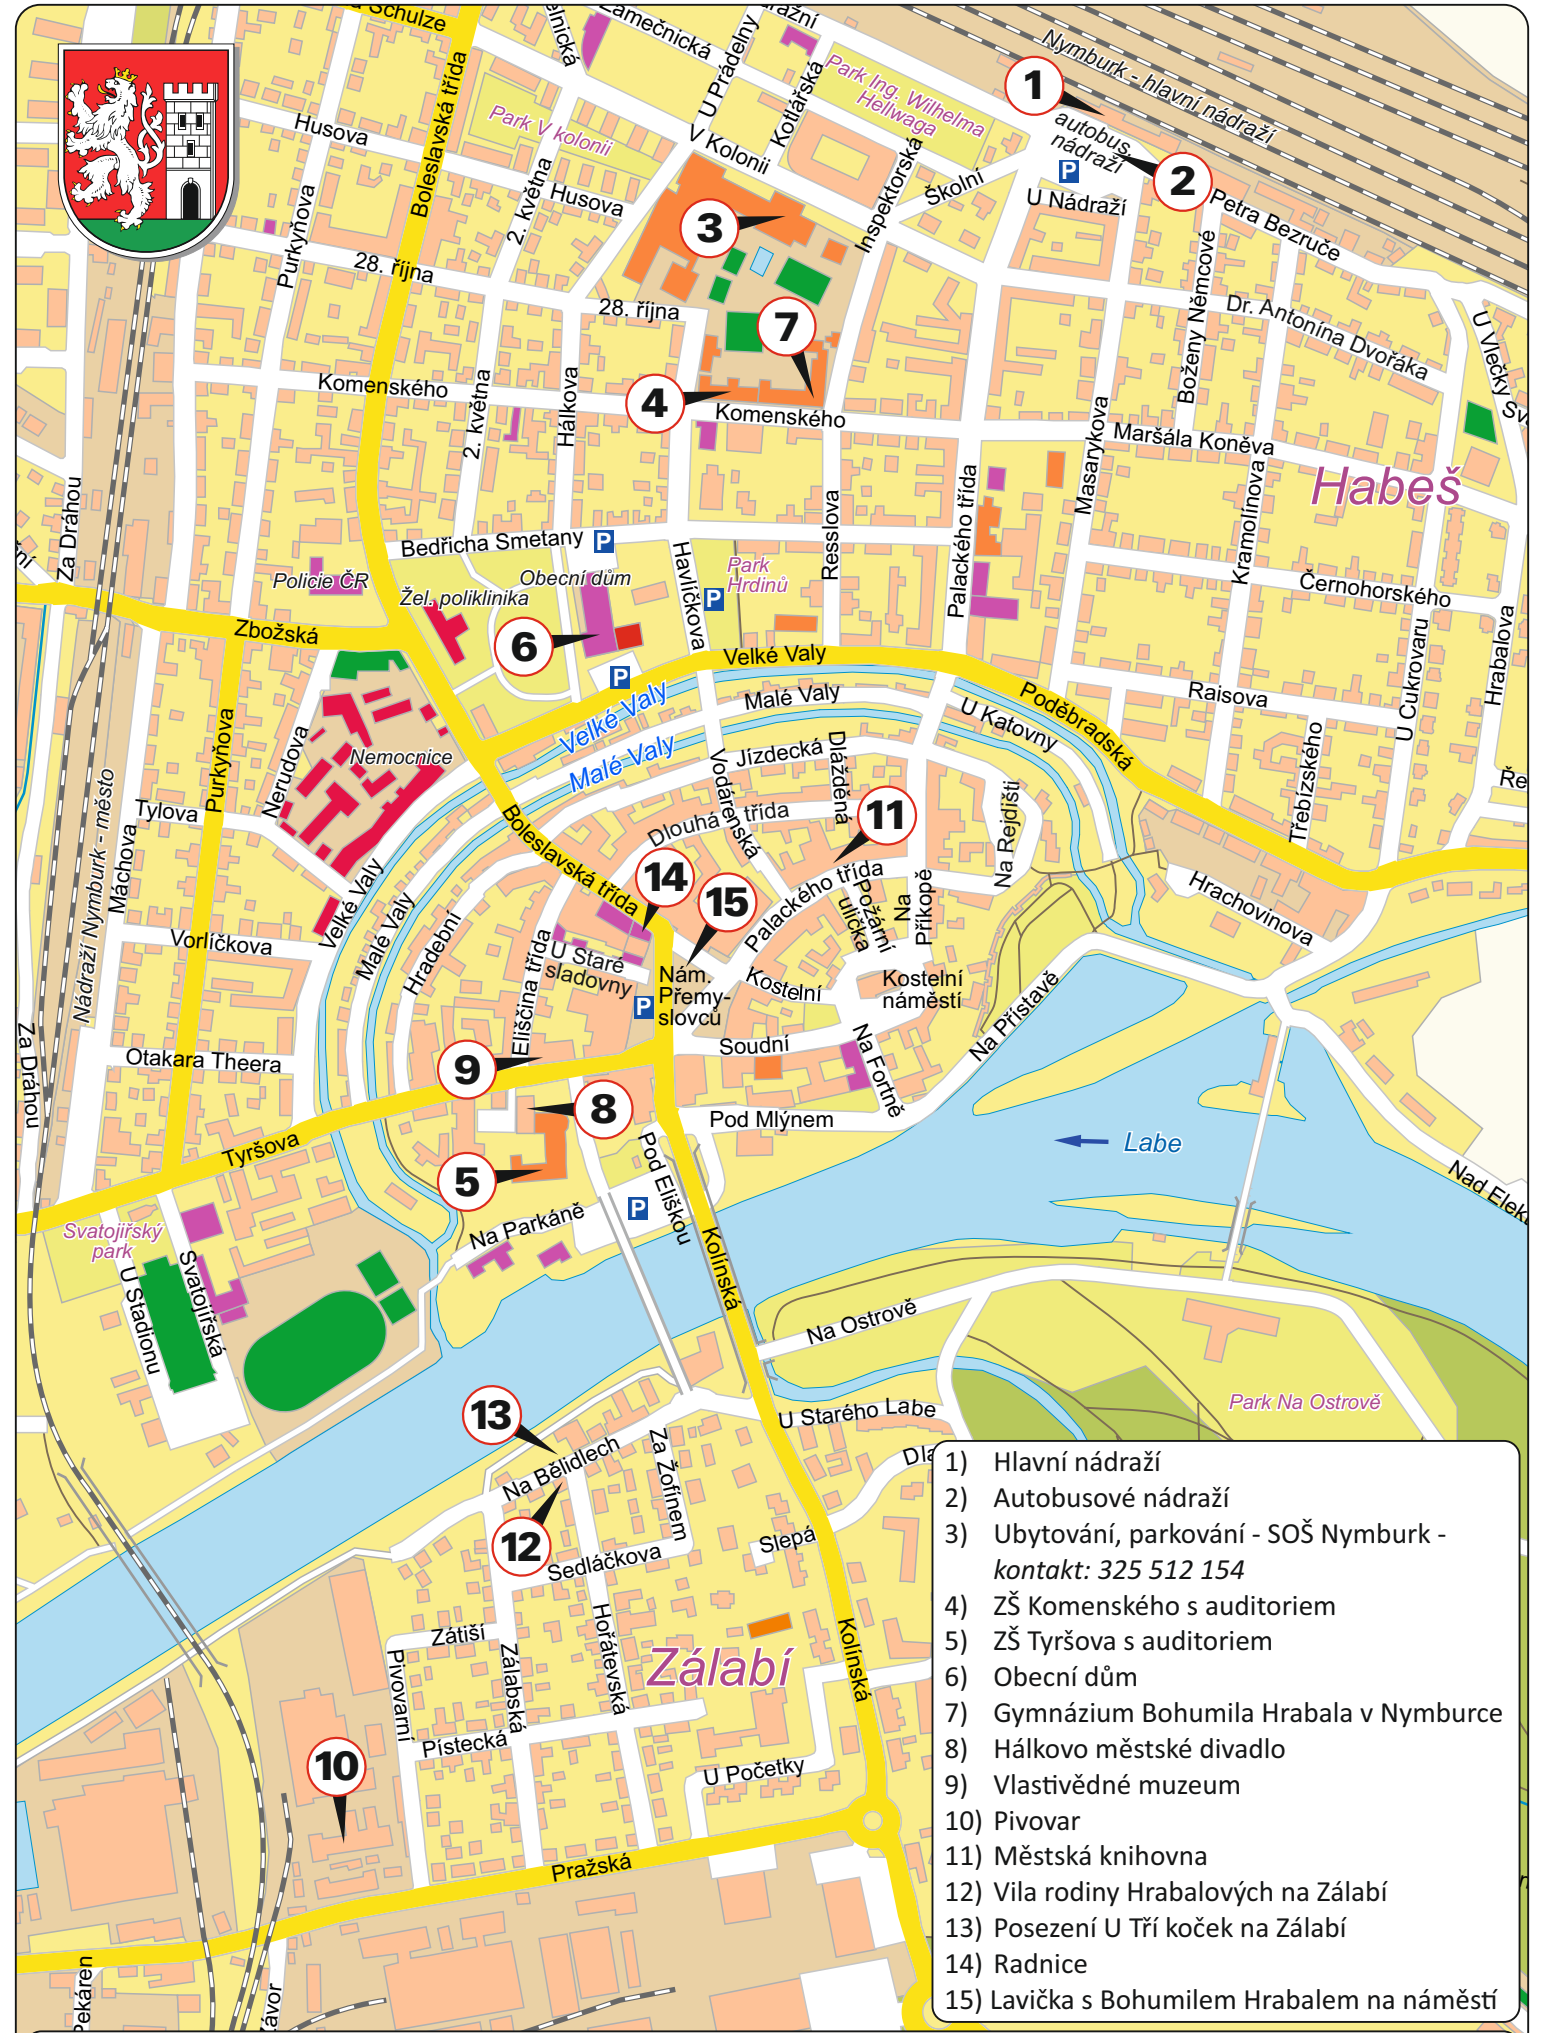 Schulze
Zámečnická
U Prádelny
Kotlářská
Park Ing. Wilhelma
Hellwaga
Nymburk - hlavní nádraží
1
autobus.
nádraží
P
2
Husova
Boleslavská třída
Park V kolonii
V Kolonii
Školní
U Nádraží
Petra Bezruče
Inspektorská
Purkyňova
2. května
Husova
3
28. října
28. října
7
Boženy Němcové
Dr. Antonína Dvořáka
U Vlečky
Komenského
4
Komenského
2. května
Hálkova
Masarykova
Maršála Koněva
Habeš
Za Dráhou
Bedřicha Smetany
P
Havlíčkova
Resslova
Palackého třída
Kramolínova
Policie ČR
Žel. poliklinika
Obecní dům
Park
Hrdinů
P
Černohorského
Zbožská
6
P
Velké Valy
Malé Valy
Velké Valy
Malé Valy
U Katovny
Poděbradská
Raisova
U Cukrovaru
Hrabalova
Purkyňova
Nerudova
Nemocnice
Jízdecká
Dlážděná
Vodárenská
Třebízského
Tylova
Máchova
Nádraží Nymburk - město
Boleslavská třída
Dlouhá třída
11
Na Rejdišti
14
15
Palackého třída
Požární
ulička
Na
Příkopě
Hrachovinova
Velké Valy
Malé Valy
Hradební
Vorlíčkova
Eliščina třída
U Staré
sladovny
Nám.
Přemy-
slovců
P
Kostelní
Kostelní
náměstí
Na Přístavě
Za Dráhou
Otakara Theera
9
Soudní
Na Fortně
8
Pod Mlýnem
Labe
Tyršova
5
Pod Eliškou
P
Na Parkáně
Kolínská
Svatojiřský
park
U Stadionu
Svatojiřská
Na Ostrově
Park Na Ostrově
13
Na Bělidlech
Za Žofínem
U Starého Labe
12
Sedláčkova
Slepá
Zátiší
Pivovarní
Zálabská
Hořátevská
Zálabí
Kolínská
Pístecká
U Početky
10
Pražská
1) Hlavní nádraží
2) Autobusové nádraží
3) Ubytování, parkování - SOŠ Nymburk -
kontakt: 325 512 154
4) ZŠ Komenského s auditoriem
5) ZŠ Tyršova s auditoriem
6) Obecní dům
7) Gymnázium Bohumila Hrabala v Nymburce
8) Hálkovo městské divadlo
9) Vlastivědné muzeum
10) Pivovar
11) Městská knihovna
12) Vila rodiny Hrabalových na Zálabí
13) Posezení U Tří koček na Zálabí
14) Radnice
15) Lavička s Bohumilem Hrabalem na náměstí